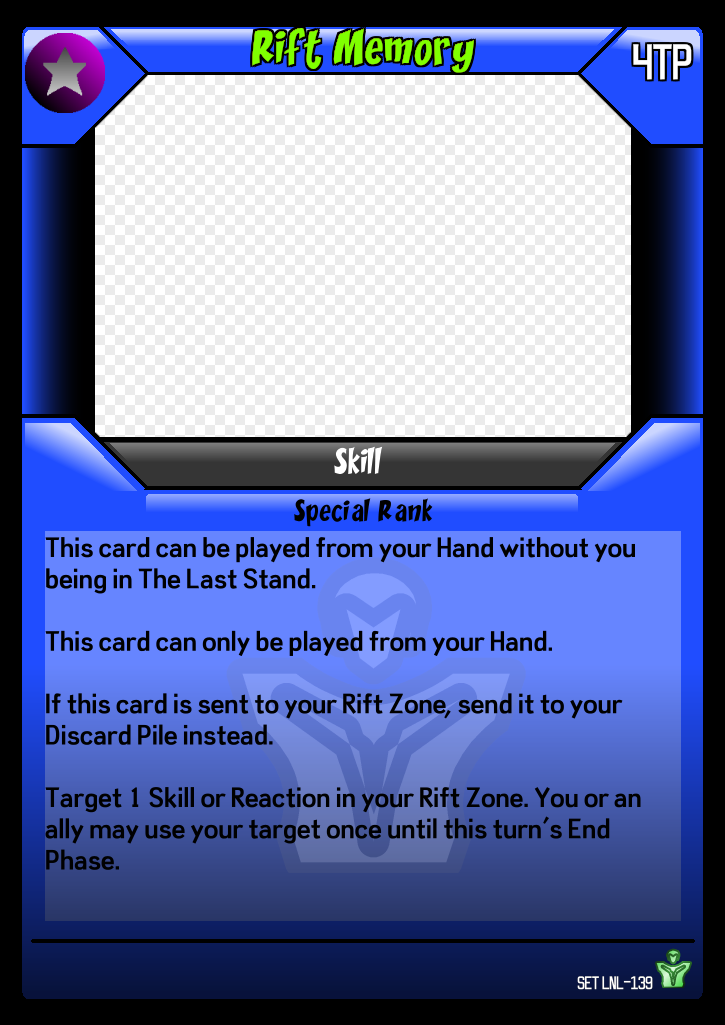 Rift Memory
4TP
Skill
Special Rank
This card can be played from your Hand without you
being in The Last Stand.
This card can only be played from your Hand.
If this card is sent to your Rift Zone, send it to your
Discard Pile instead.
Target 1 Skill or Reaction in your Rift Zone. You or an
ally may use your target once until this turn's End
Phase.
SET LNL-139